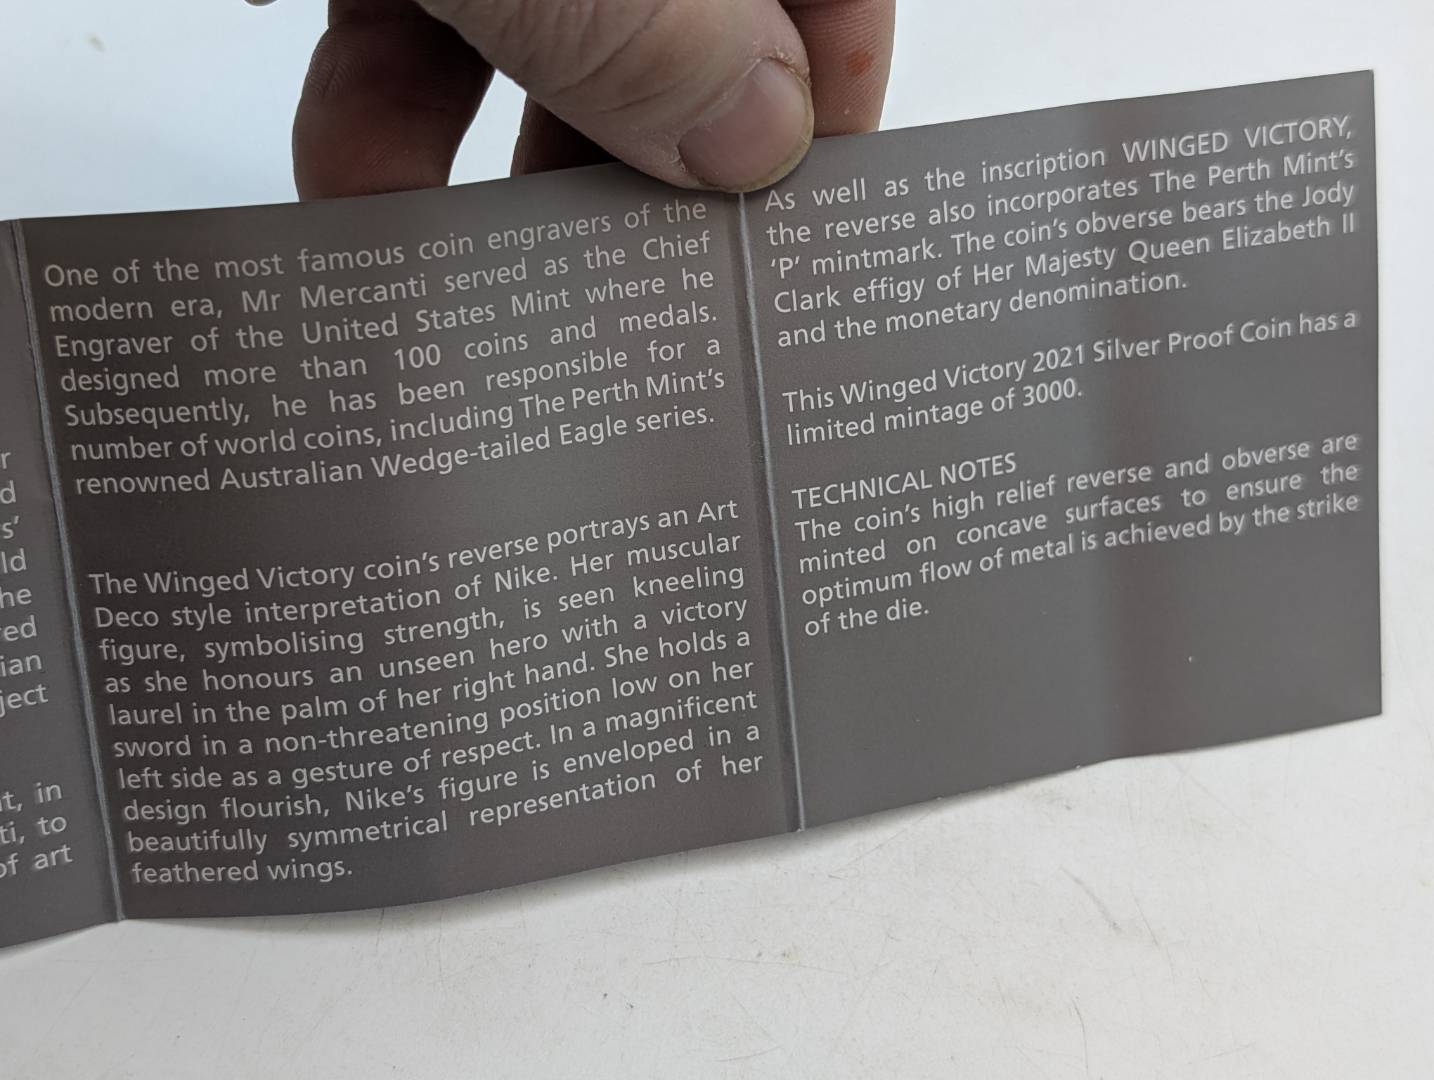 r
d
s'
ld
he
red
ian
ject
t, in
ti, to
of art
One of the most famous coin engravers of the
modern era, Mr Mercanti served as the Chief
Engraver of the United States Mint where he
designed more than 100 coins and medals.
Subsequently, he has been responsible for a
number of world coins, including The Perth Mint's
renowned Australian Wedge-tailed Eagle series.
The Winged Victory coin's reverse portrays an Art
Deco style interpretation of Nike. Her muscular
figure, symbolising strength, is seen kneeling
as she honours an unseen hero with a victory
laurel in the palm of her right hand. She holds a
sword in a non-threatening position low on her
left side as a gesture of respect. In a magnificent
design flourish, Nike's figure is enveloped in a
beautifully symmetrical representation of her
feathered wings.
As well as the inscription WINGED VICTORY,
the reverse also incorporates The Perth Mint's
'P' mintmark. The coin's obverse bears the Jody
Clark effigy of Her Majesty Queen Elizabeth II
and the monetary denomination.
This Winged Victory 2021 Silver Proof Coin has a
limited mintage of 3000.
TECHNICAL NOTES
The coin's high relief reverse and obverse are
minted on concave surfaces to ensure the
optimum flow of metal is achieved by the strike
of the die.